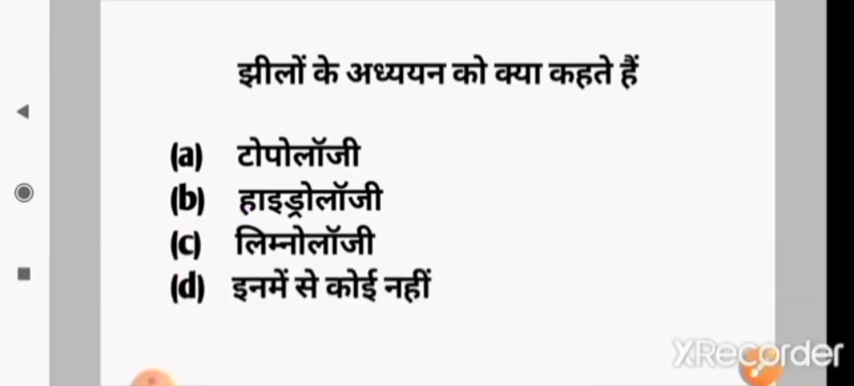 झीलों के अध्ययन को क्या कहते हैं
(a) टोपोलॉजी
(b) हाइड्रोलॉजी
(c) लिम्नोलॉजी
(d) इनमें से कोई नहीं
XRecorder